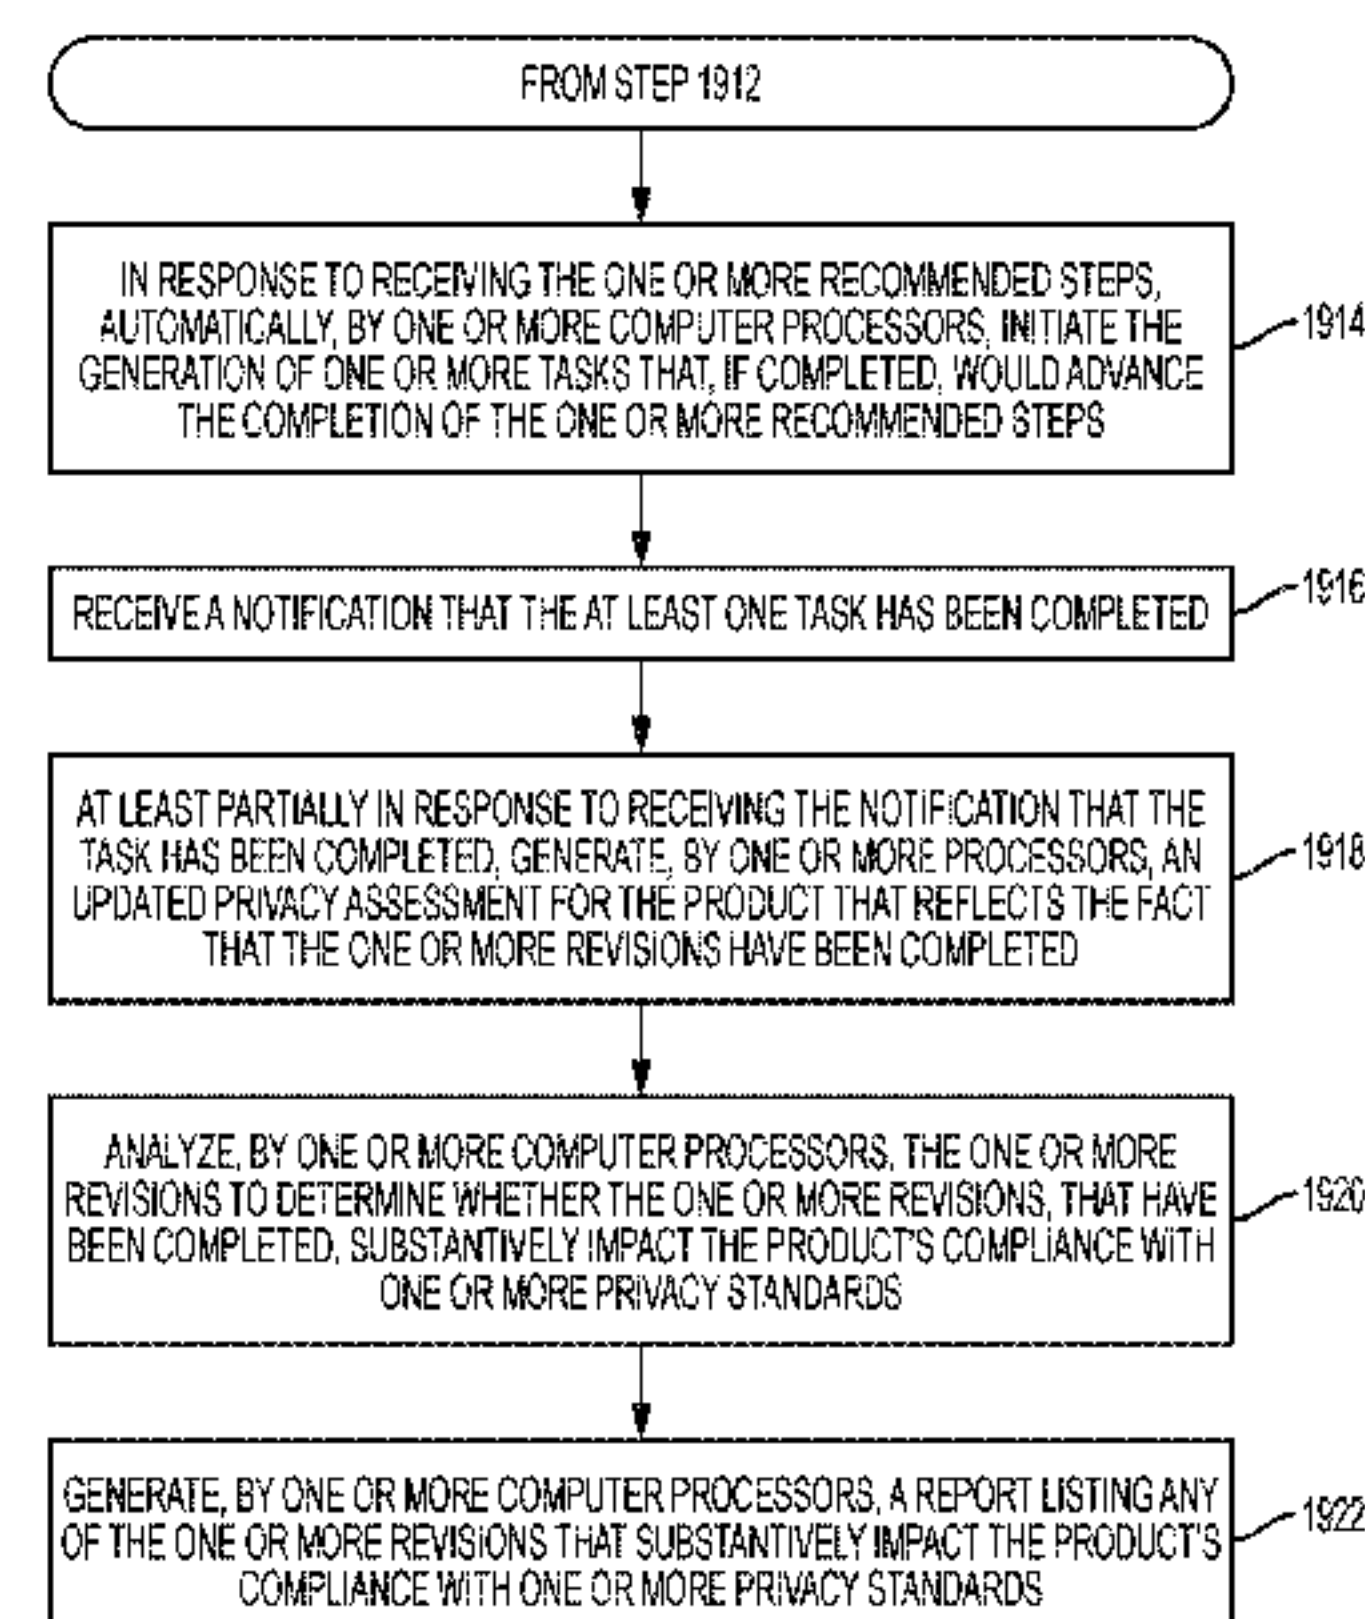 FROM STEP 1912
IN RESPONSE TO RECEIVING THE ONE OR MORE RECOMMENDED STEPS,
AUTOMATICALLY, BY ONE OR MORE COMPUTER PROCESSORS, INITIATE THE
GENERATION OF ONE OR MORE TASKS THAT, IF COMPLETED, WOULD ADVANCE
THE COMPLETION OF THE ONE OR MORE RECOMMENDED STEPS
1914
RECEIVE A NOTIFICATION THAT THE AT LEAST ONE TASK HAS BEEN COMPLETED
1916
AT LEAST PARTIALLY IN RESPONSE TO RECEIVING THE NOTIFICATION THAT THE
TASK HAS BEEN COMPLETED, GENERATE, BY ONE OR MORE PROCESSORS, AN
UPDATED PRIVACY ASSESSMENT FOR THE PRODUCT THAT REFLECTS THE FACT
THAT THE ONE OR MORE REVISIONS HAVE BEEN COMPLETED
1918
ANALYZE, BY ONE OR MORE COMPUTER PROCESSORS, THE ONE OR MORE
REVISIONS TO DETERMINE WHETHER THE ONE OR MORE REVISIONS, THAT HAVE
BEEN COMPLETED, SUBSTANTIVELY IMPACT THE PRODUCT'S COMPLIANCE WITH
ONE OR MORE PRIVACY STANDARDS
1920
GENERATE, BY ONE OR MORE COMPUTER PROCESSORS, A REPORT LISTING ANY
OF THE ONE OR MORE REVISIONS THAT SUBSTANTIVELY IMPACT THE PRODUCT'S
COMPLIANCE WITH ONE OR MORE PRIVACY STANDARDS
1922